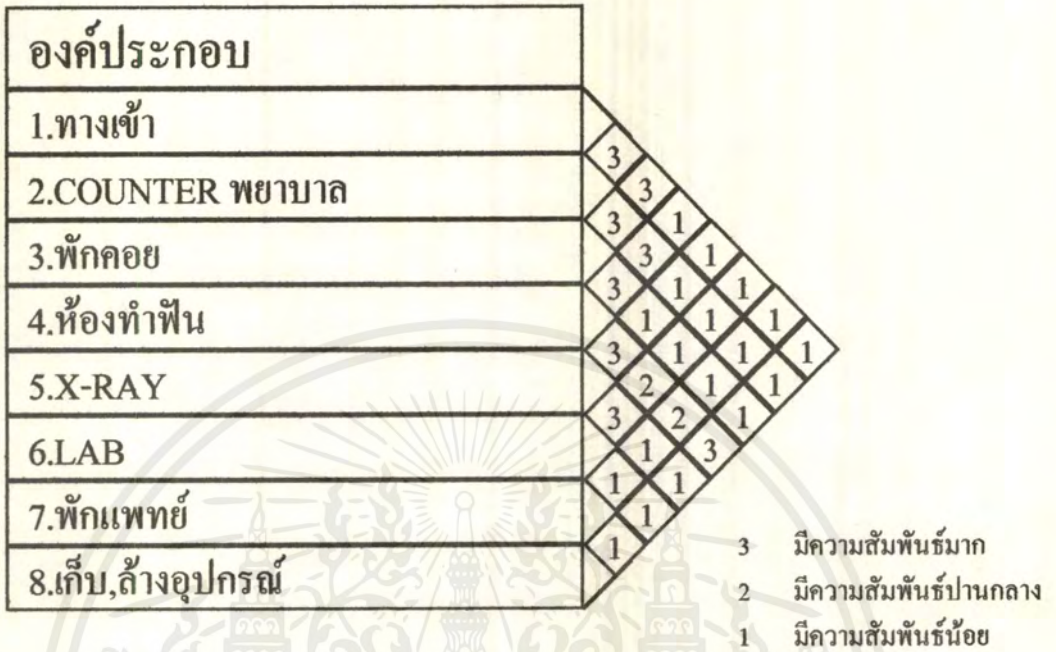 องค์ประกอบ
1.ทางเข้า
3
2.COUNTER พยาบาล 3
3 1
3.พักคอย 3 1
3 1 1
4.ห้องทำฟัน 1 1 1
3 1 1 1
5.X-RAY 2 1 1
3 2 1
6.LAB 1 3
1 1
7.พักแพทย์ 1
1
8.เก็บ,ล้างอุปกรณ์
3 มีความสัมพันธ์มาก
2 มีความสัมพันธ์ปานกลาง
1 มีความสัมพันธ์น้อย